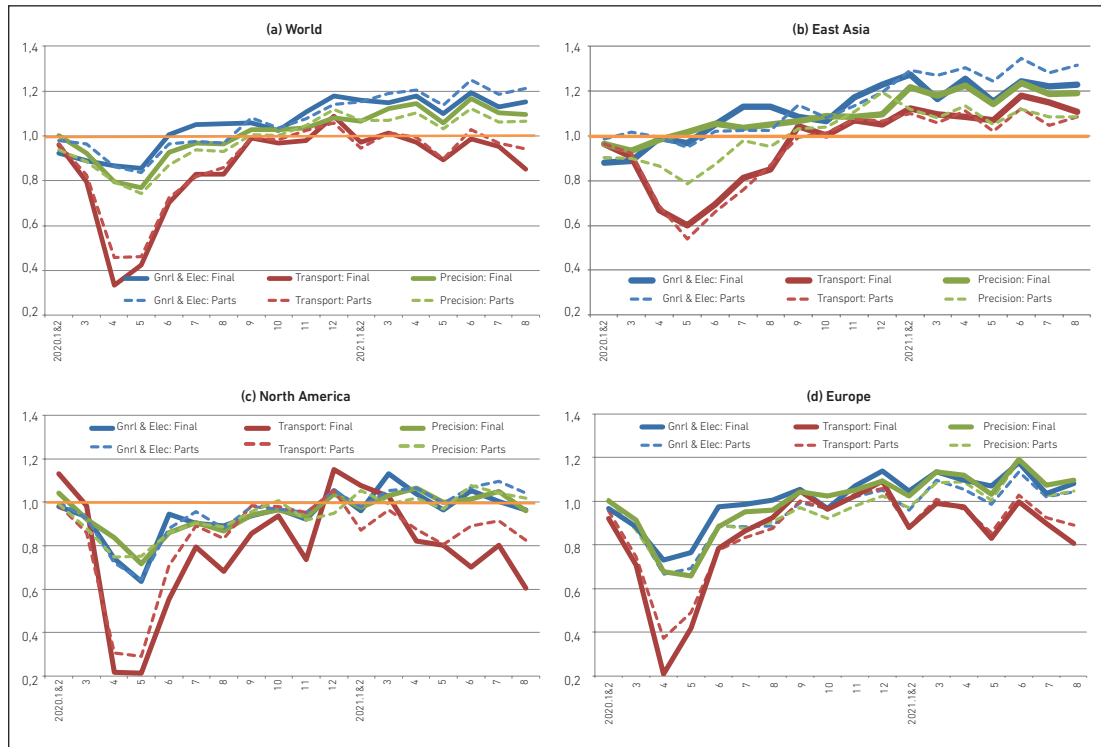 (a) World
1,4
1,2
1,0
0,8
0,6
0,4
0,2
Gnrl & Elec: Final Transport: Final Precision: Final
Gnrl & Elec: Parts Transport: Parts Precision: Parts
2020.1&2 3 4 5 6 7 8 9 10 11 12 2021.1&2 3 4 5 6 7 8
(b) East Asia
1,4
1,2
1,0
0,8
0,6
0,4
0,2
Gnrl & Elec: Final Transport: Final Precision: Final
Gnrl & Elec: Parts Transport: Parts Precision: Parts
2020.1&2 3 4 5 6 7 8 9 10 11 12 2021.1&2 3 4 5 6 7 8
(c) North America
1,4
Gnrl & Elec: Final Transport: Final Precision: Final
Gnrl & Elec: Parts Transport: Parts Precision: Parts
1,2
1,0
0,8
0,6
0,4
0,2
2020.1&2 3 4 5 6 7 8 9 10 11 12 2021.1&2 3 4 5 6 7 8
(d) Europe
1,4
Gnrl & Elec: Final Transport: Final Precision: Final
Gnrl & Elec: Parts Transport: Parts Precision: Parts
1,2
1,0
0,8
0,6
0,4
0,2
2020.1&2 3 4 5 6 7 8 9 10 11 12 2021.1&2 3 4 5 6 7 8